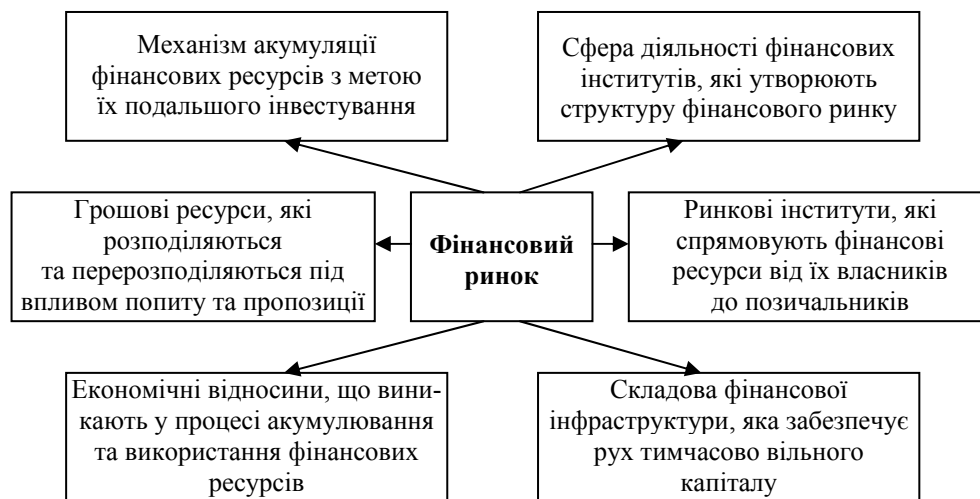 Механізм акумуляції
фінансових ресурсів з метою
їх подальшого інвестування
Сфера діяльності фінансових
інститутів, які утворюють
структуру фінансового ринку
Грошові ресурси, які
розподіляються
та перерозподіляються під
впливом попиту та пропозиції
Фінансовий
ринок
Ринкові інститути, які
спрямовують фінансові
ресурси від їх власників
до позичальників
Економічні відносини, що вини-
кають у процесі акумулювання
та використання фінансових
ресурсів
Складова фінансової
інфраструктури, яка забезпечує
рух тимчасово вільного
капіталу